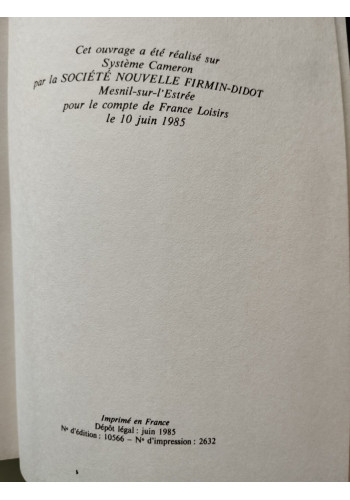 Cet ouvrage a été réalisé sur
Système Cameron
par la SOCIÉTÉ NOUVELLE FIRMIN-DIDOT
Mesnil-sur-l'Estrée
pour le compte de France Loisirs
le 10 juin 1985
Imprimé en France
Dépôt légal : juin 1985
N° d'édition : 10566 – N° d'impression : 2632